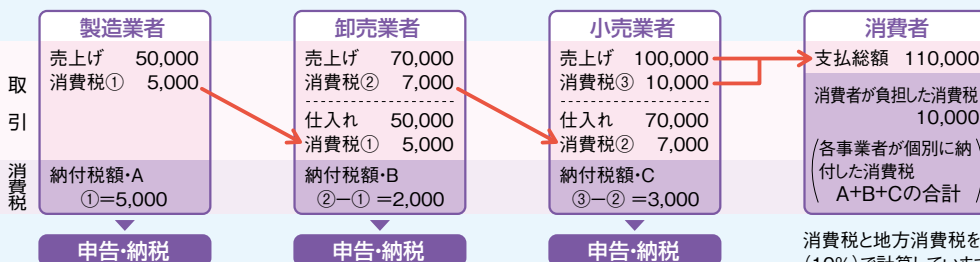 製造業者
売上げ 50,000
消費税① 5,000
納付税額・A
①=5,000
申告・納税
卸売業者
売上げ 70,000
消費税② 7,000
仕入れ 50,000
消費税① 5,000
納付税額・B
②−① =2,000
申告・納税
小売業者
売上げ 100,000
消費税③ 10,000
仕入れ 70,000
消費税② 7,000
納付税額・C
③−② =3,000
申告・納税
消費者
支払総額 110,000
消費者が負担した消費税
10,000
各事業者が個別に納
付した消費税
A+B+Cの合計
取引
消費税
消費税と地方消費税を